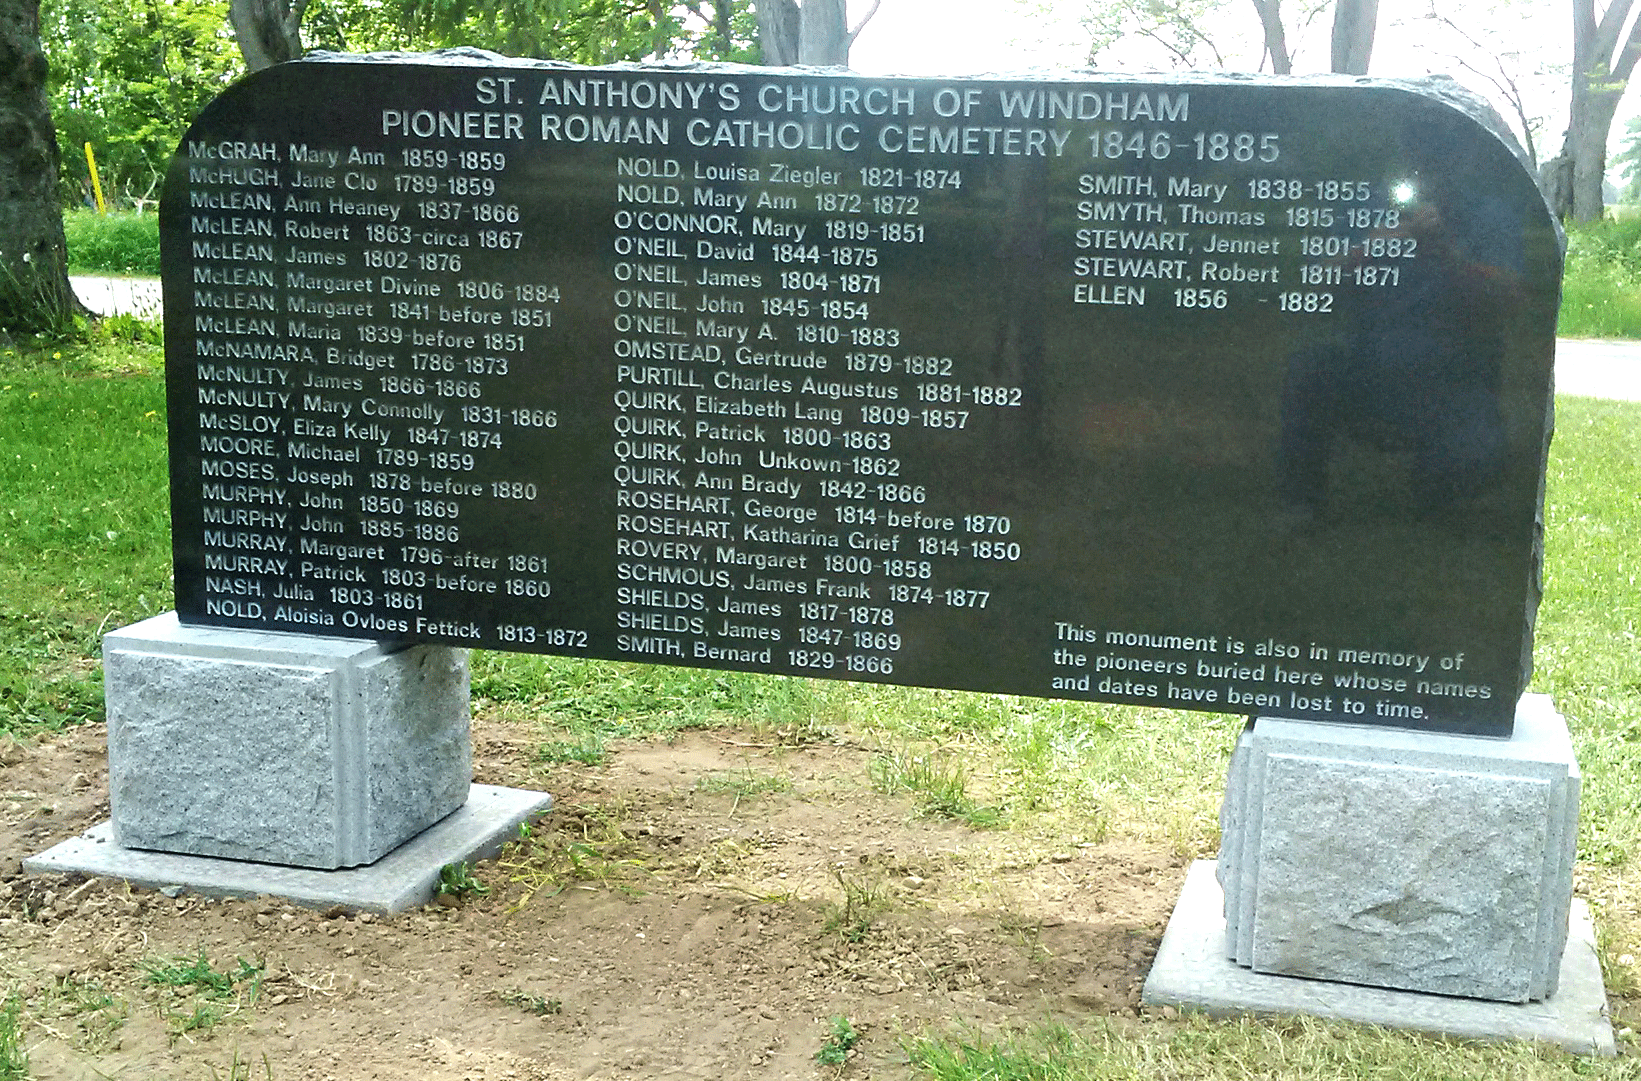 ST. ANTHONY'S CHURCH OF WINDHAM
PIONEER ROMAN CATHOLIC CEMETERY 1846-1885
McGRAH, Mary Ann 1859-1859
McHUGH, Jane Clo 1789-1859
McLEAN, Ann Heaney 1837-1866
McLEAN, Robert 1863-circa 1867
McLEAN, James 1802-1876
McLEAN, Margaret Divine 1806-1884
McLEAN, Margaret 1841-before 1851
McLEAN, Maria 1839-before 1851
McNAMARA, Bridget 1786-1873
McNULTY, James 1866-1866
McNULTY, Mary Connolly 1831-1866
McSLOY, Eliza Kelly 1847-1874
MOORE, Michael 1789-1859
MOSES, Joseph 1878-before 1880
MURPHY, John 1850-1869
MURPHY, John 1885-1886
MURRAY, Margaret 1796-after 1861
MURRAY, Patrick 1803-before 1860
NASH, Julia 1803-1861
NOLD, Aloisia Ovloes Fettick 1813-1872
NOLD, Louisa Ziegler 1821-1874
NOLD, Mary Ann 1872-1872
O'CONNOR, Mary 1819-1851
O'NEIL, David 1844-1875
O'NEIL, James 1804-1871
O'NEIL, John 1845-1854
O'NEIL, Mary A. 1810-1883
OMSTEAD, Gertrude 1879-1882
PURTILL, Charles Augustus 1881-1882
QUIRK, Elizabeth Lang 1809-1857
QUIRK, Patrick 1800-1863
QUIRK, John Unkown-1862
QUIRK, Ann Brady 1842-1866
ROSEHART, George 1814-before 1870
ROSEHART, Katharina Grief 1814-1850
ROVERY, Margaret 1800-1858
SCHMOUS, James Frank 1874-1877
SHIELDS, James 1817-1878
SHIELDS, James 1847-1869
SMITH, Bernard 1829-1866
SMITH, Mary 1838-1855
SMYTH, Thomas 1815-1878
STEWART, Jennet 1801-1882
STEWART, Robert 1811-1871
ELLEN 1856 - 1882
This monument is also in memory of
the pioneers buried here whose names
and dates have been lost to time.